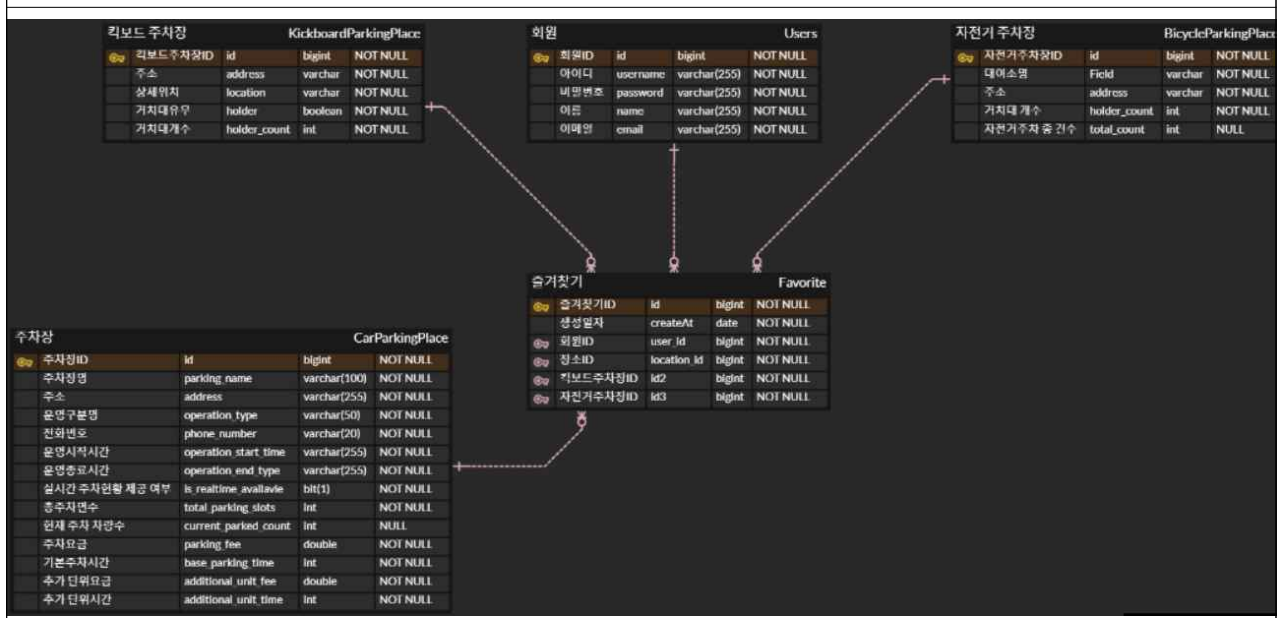 킥보드 주차장 KickboardParkingPlace
킥보드주차장ID id bigint NOT NULL
주소 address varchar NOT NULL
상세위치 location varchar NOT NULL
거치대유무 holder boolean NOT NULL
거치대개수 holder_count int NOT NULL
회원 Users
회원ID id bigint NOT NULL
아이디 username varchar(255) NOT NULL
비밀번호 password varchar(255) NOT NULL
이름 name varchar(255) NOT NULL
이메일 email varchar(255) NOT NULL
자전기 주차장 BicycleParkingPlace
자전거주차장ID id bigint NOT NULL
대여소명 Field varchar NOT NULL
주소 address varchar NOT NULL
거치대 개수 holder_count int NOT NULL
자전거주차 총 건수 total_count int NULL
즐겨찾기 Favorite
즐겨찾기ID id bigint NOT NULL
생성일자 createAt date NOT NULL
회원ID user_id bigint NOT NULL
장소ID location_id bigint NOT NULL
킥보드주차장ID id2 bigint NOT NULL
자전거주차장ID id3 bigint NOT NULL
주차장 CarParkingPlace
주차장ID id bigint NOT NULL
주차장명 parking_name varchar(100) NOT NULL
주소 address varchar(255) NOT NULL
운영구분명 operation_type varchar(50) NOT NULL
전화번호 phone_number varchar(20) NOT NULL
운영시작시간 operation_start_time varchar(255) NOT NULL
운영종료시간 operation_end_type varchar(255) NOT NULL
실시간 주차현황 제공 여부 is_realtime_availavie bit(1) NOT NULL
총주차면수 total_parking_slots int NOT NULL
현재 주차 차량수 current_parked_count int NULL
주차요금 parking_fee double NOT NULL
기본주차시간 base_parking_time int NOT NULL
추가 단위요금 additional_unit_fee double NOT NULL
추가 단위시간 additional_unit_time int NOT NULL